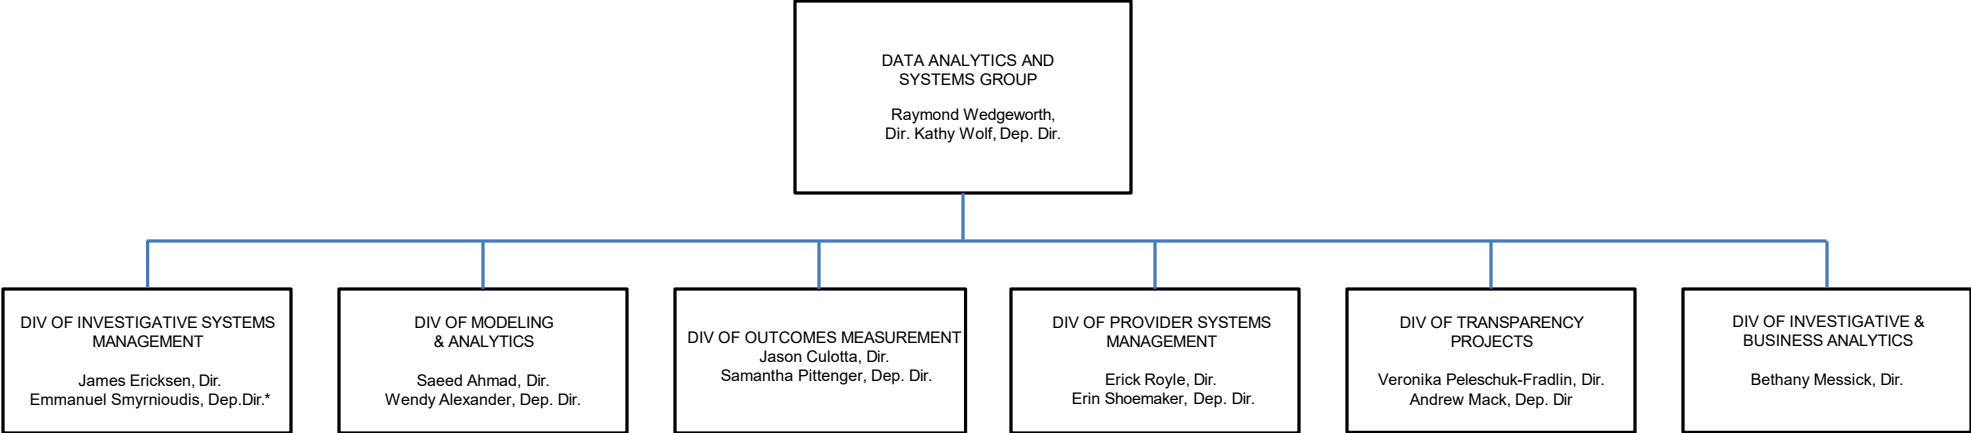 DATA ANALYTICS AND
SYSTEMS GROUP
Raymond Wedgeworth,
Dir. Kathy Wolf, Dep. Dir.
DIV OF INVESTIGATIVE SYSTEMS
MANAGEMENT
James Ericksen, Dir.
Emmanuel Smyrnioudis, Dep.Dir.*
DIV OF MODELING
& ANALYTICS
Saeed Ahmad, Dir.
Wendy Alexander, Dep. Dir.
DIV OF OUTCOMES MEASUREMENT
Jason Culotta, Dir.
Samantha Pittenger, Dep. Dir.
DIV OF PROVIDER SYSTEMS
MANAGEMENT
Erick Royle, Dir.
Erin Shoemaker, Dep. Dir.
DIV OF TRANSPARENCY
PROJECTS
Veronika Peleschuk-Fradlin, Dir.
Andrew Mack, Dep. Dir
DIV OF INVESTIGATIVE &
BUSINESS ANALYTICS
Bethany Messick, Dir.